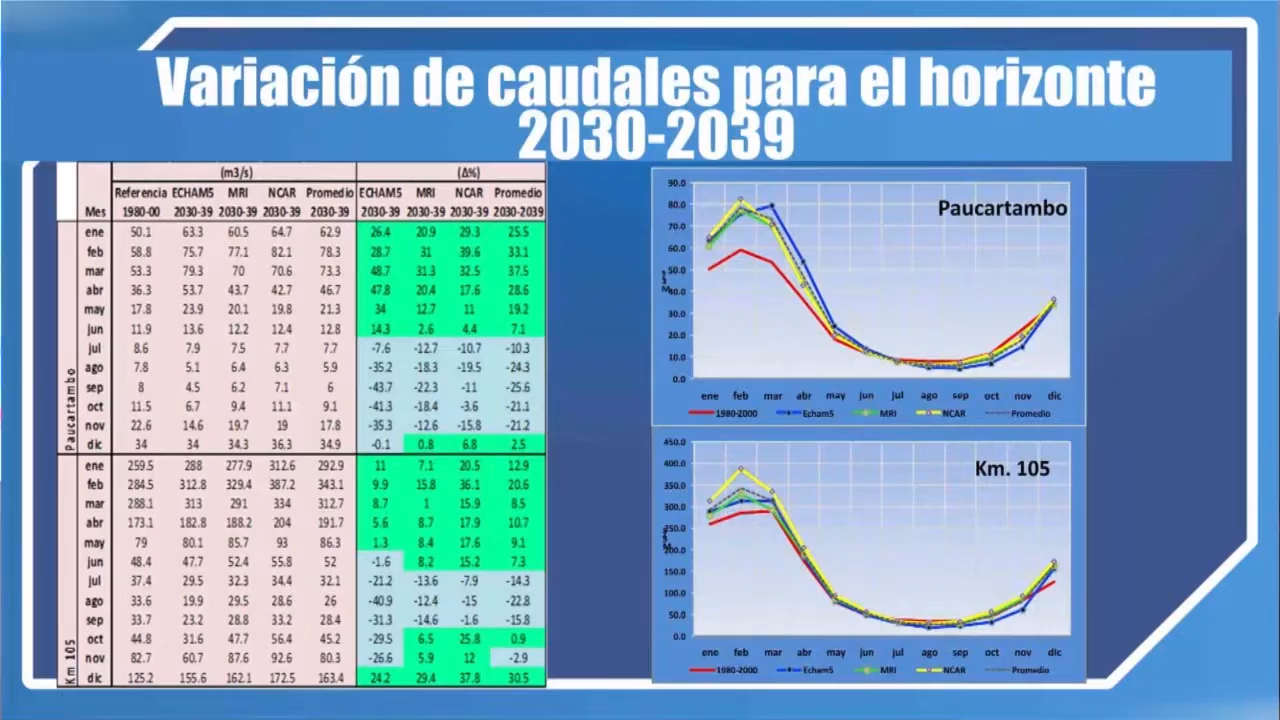 Variación de caudales para el horizonte
2030-2039
(m3/s) (Δ%)
Referencia ECHAM5 MRI NCAR Promedio ECHAM5 MRI NCAR Promedio
Mes 1980-00 2030-39 2030-39 2030-39 2030-39 2030-39 2030-39 2030-39 2030-2039
Paucartambo
ene 50.1 63.3 60.5 64.7 62.9 26.4 20.9 29.3 25.5
feb 58.8 75.7 77.1 82.1 78.3 28.7 31 39.6 33.1
mar 53.3 79.3 70 70.6 73.3 48.7 31.3 32.5 37.5
abr 36.3 53.7 43.7 42.7 46.7 47.8 20.4 17.6 28.6
may 17.8 23.9 20.1 19.8 21.3 34 12.7 11 19.2
jun 11.9 13.6 12.2 12.4 12.8 14.3 2.6 4.4 7.1
jul 8.6 7.9 7.5 7.7 7.7 -7.6 -12.7 -10.7 -10.3
ago 7.8 5.1 6.4 6.3 5.9 -35.2 -18.3 -19.5 -24.3
sep 8 4.5 6.2 7.1 6 -43.7 -22.3 -11 -25.6
oct 11.5 6.7 9.4 11.1 9.1 -41.3 -18.4 -3.6 -21.1
nov 22.6 14.6 19.7 19 17.8 -35.3 -12.6 -15.8 -21.2
dic 34 34 34.3 36.3 34.9 -0.1 0.8 6.8 2.5
Km 105
ene 259.5 288 277.9 312.6 292.9 11 7.1 20.5 12.9
feb 284.5 312.8 329.4 387.2 343.1 9.9 15.8 36.1 20.6
mar 288.1 313 291 334 312.7 8.7 1 15.9 8.5
abr 173.1 182.8 188.2 204 191.7 5.6 8.7 17.9 10.7
may 79 80.1 85.7 93 86.3 1.3 8.4 17.6 9.1
jun 48.4 47.7 52.4 55.8 52 -1.6 8.2 15.2 7.3
jul 37.4 29.5 32.3 34.4 32.1 -21.2 -13.6 -7.9 -14.3
ago 33.6 19.9 29.5 28.6 26 -40.9 -12.4 -15 -22.8
sep 33.7 23.2 28.8 33.2 28.4 -31.3 -14.6 -1.6 -15.8
oct 44.8 31.6 47.7 56.4 45.2 -29.5 6.5 25.8 0.9
nov 82.7 60.7 87.6 92.6 80.3 -26.6 5.9 12 -2.9
dic 125.2 155.6 162.1 172.5 163.4 24.2 29.4 37.8 30.5
Paucartambo
90.0
80.0
70.0
60.0
50.0
40.0
30.0
20.0
10.0
0.0
ene feb mar abr may jun jul ago sep oct nov dic
1980-2000 Echam5 MRI NCAR Promedio
Km. 105
450.0
400.0
350.0
300.0
250.0
200.0
150.0
100.0
50.0
0.0
ene feb mar abr may jun jul ago sep oct nov dic
1980-2000 Echam5 MRI NCAR Promedio